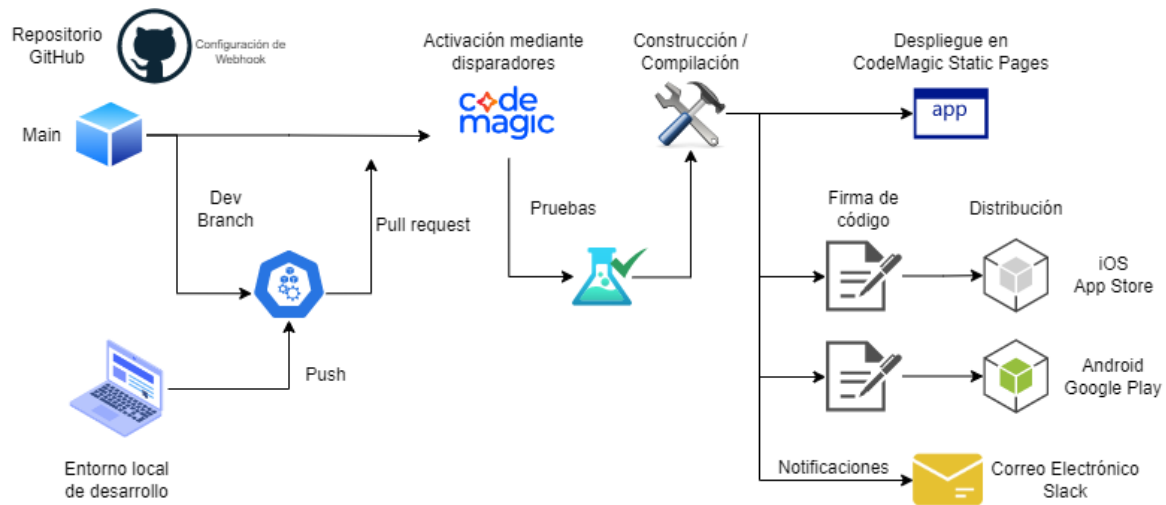 Repositorio
GitHub
Configuración de
Webhook
Activación mediante
disparadores
Construcción /
Compilación
Despliegue en
CodeMagic Static Pages
code
magic
app
Main
Dev
Branch
Pull request
Pruebas
Firma de
código
Distribución
iOS
App Store
Push
Android
Google Play
Entorno local
de desarrollo
Notificaciones
Correo Electrónico
Slack